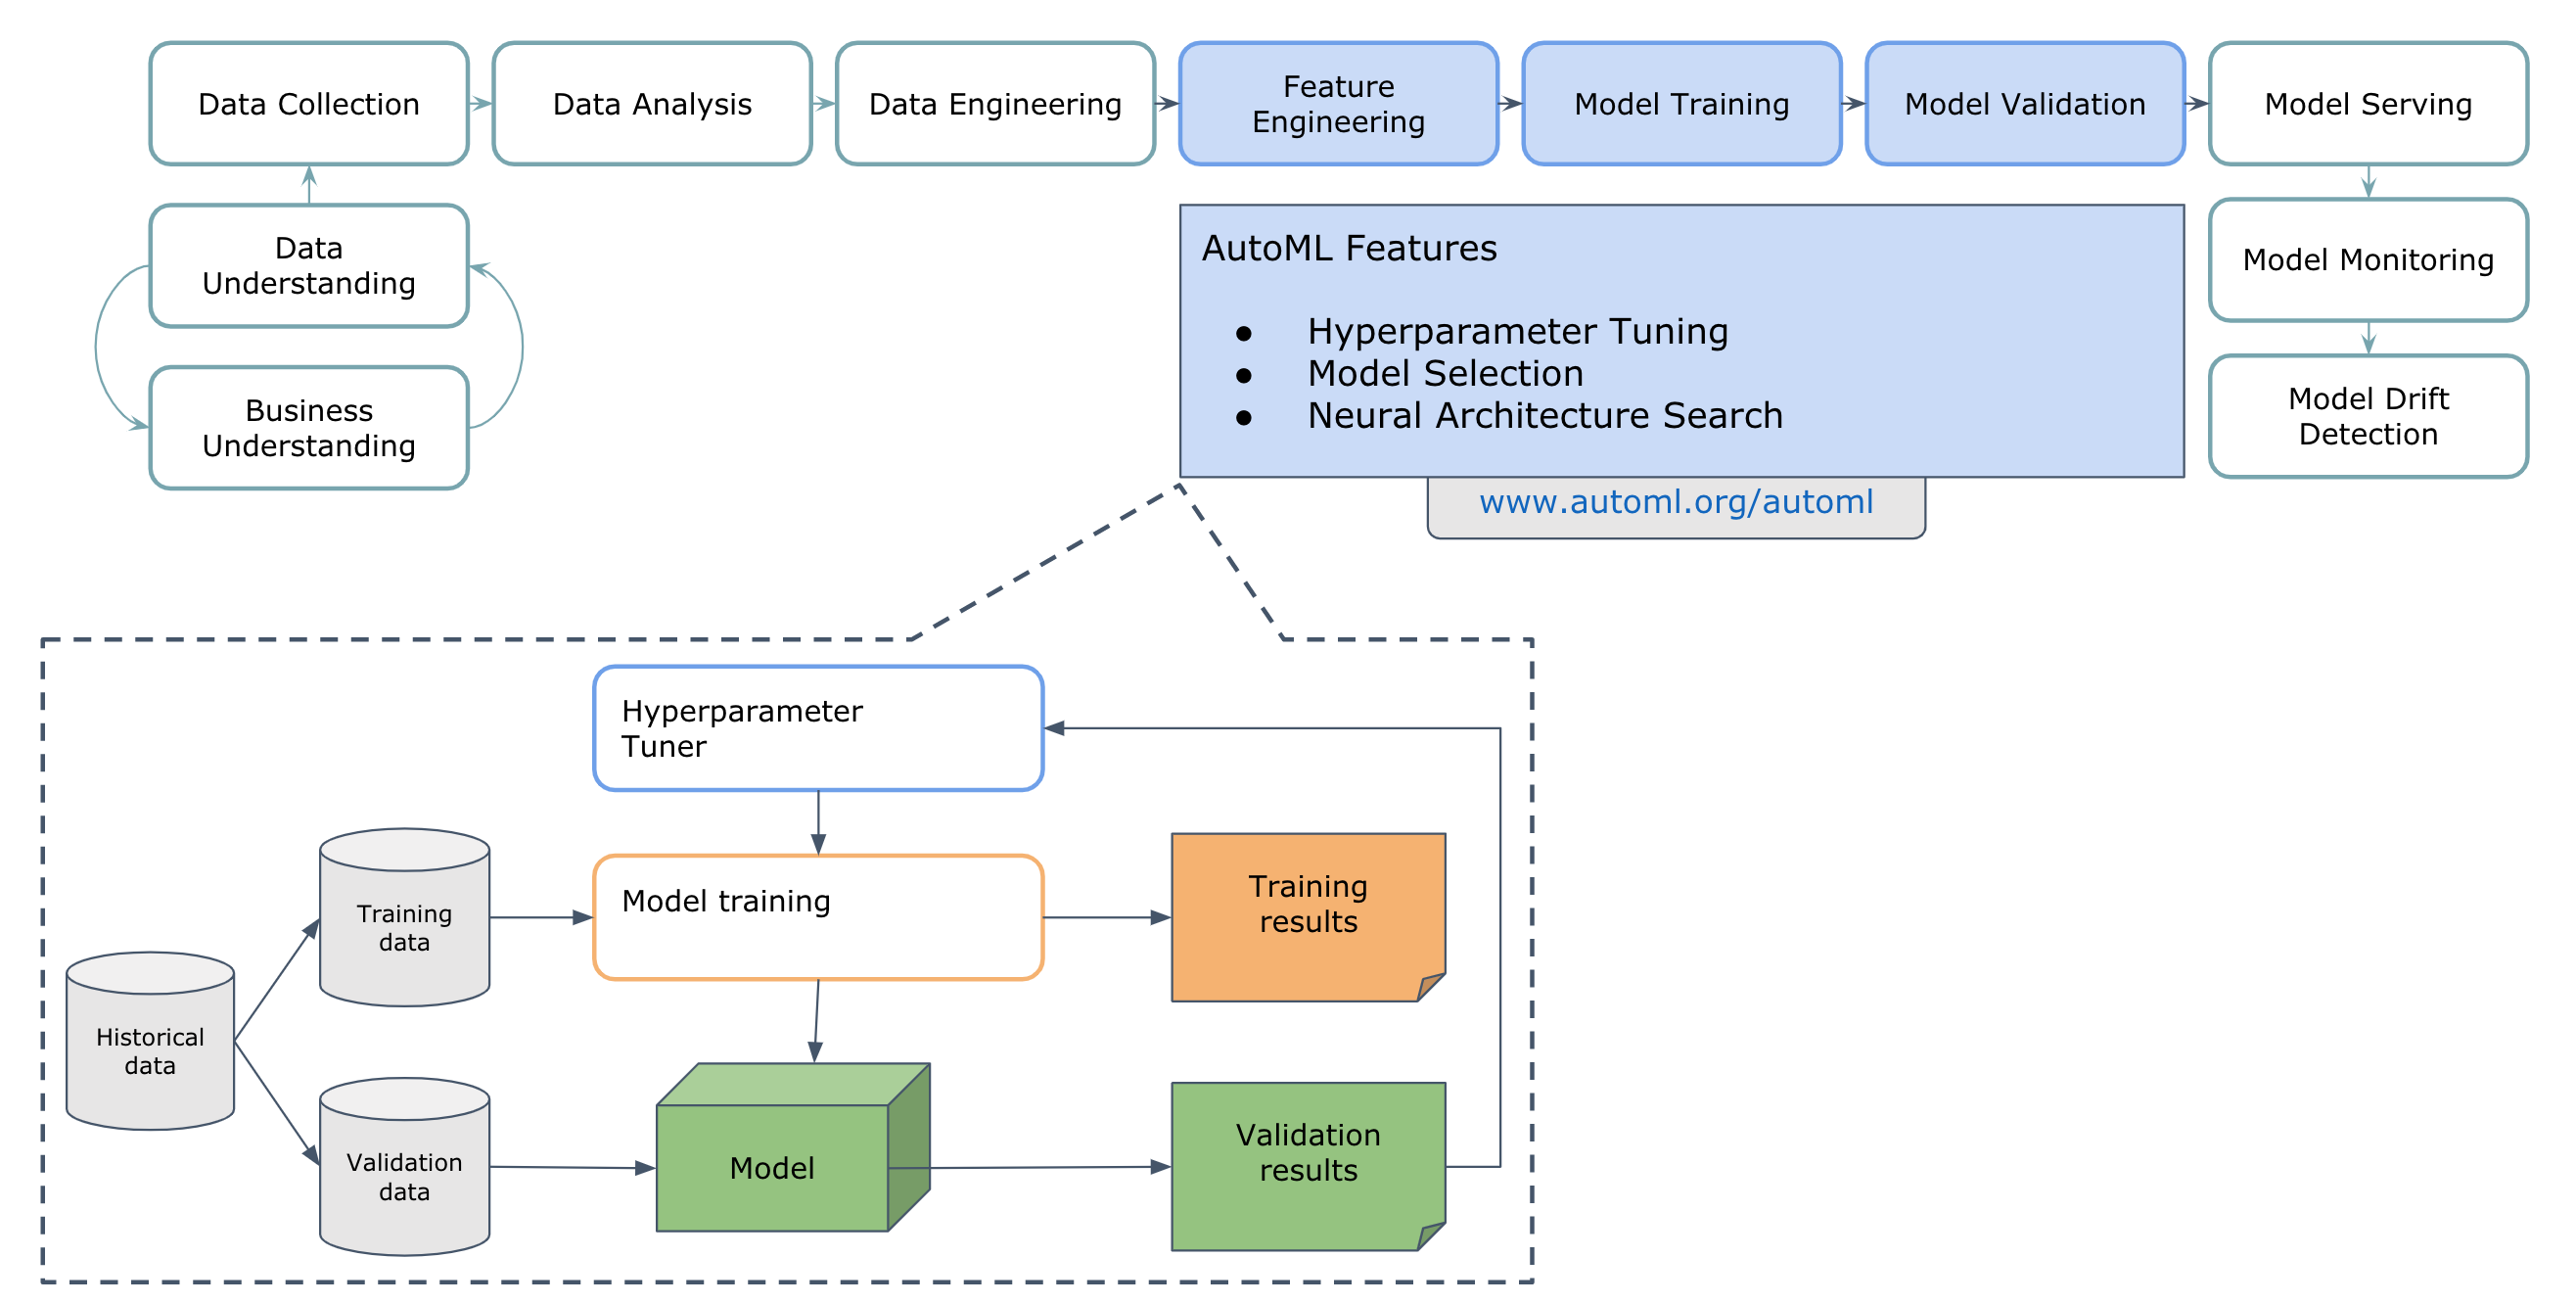 Data Collection
Data Analysis
Data Engineering
Feature
Engineering
Model Training
Model Validation
Model Serving
Data
Understanding
Business
Understanding
AutoML Features
● Hyperparameter Tuning
● Model Selection
● Neural Architecture Search
www.automl.org/automl
Model Monitoring
Model Drift
Detection
Hyperparameter
Tuner
Training
data
Model training
Training
results
Historical
data
Validation
data
Model
Validation
results